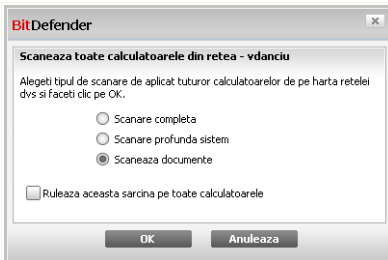 BitDefender
Scaneaza toate calculatoarele din retea - vdanciu
Alegeti tipul de scanare de aplicat tuturor calculatoarelor de pe harta retelei
dvs si faceti clic pe OK.
Scanare completa
Scanare profunda sistem
Scaneaza documente
Ruleaza aceasta sarcina pe toate calculatoarele
OK Anuleaza